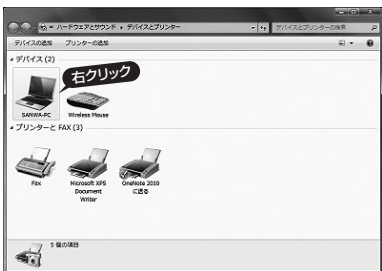 ハードウェアとサウンド ▸ デバイスとプリンター
デバイスとプリンターの検索
デバイスの追加 プリンターの追加
デバイス (2)
右クリック
SANWA-PC
Wireless Mouse
プリンターと FAX (3)
Fax
Microsoft XPS
Document
Writer
OneNote 2010
に送る
5 個の項目